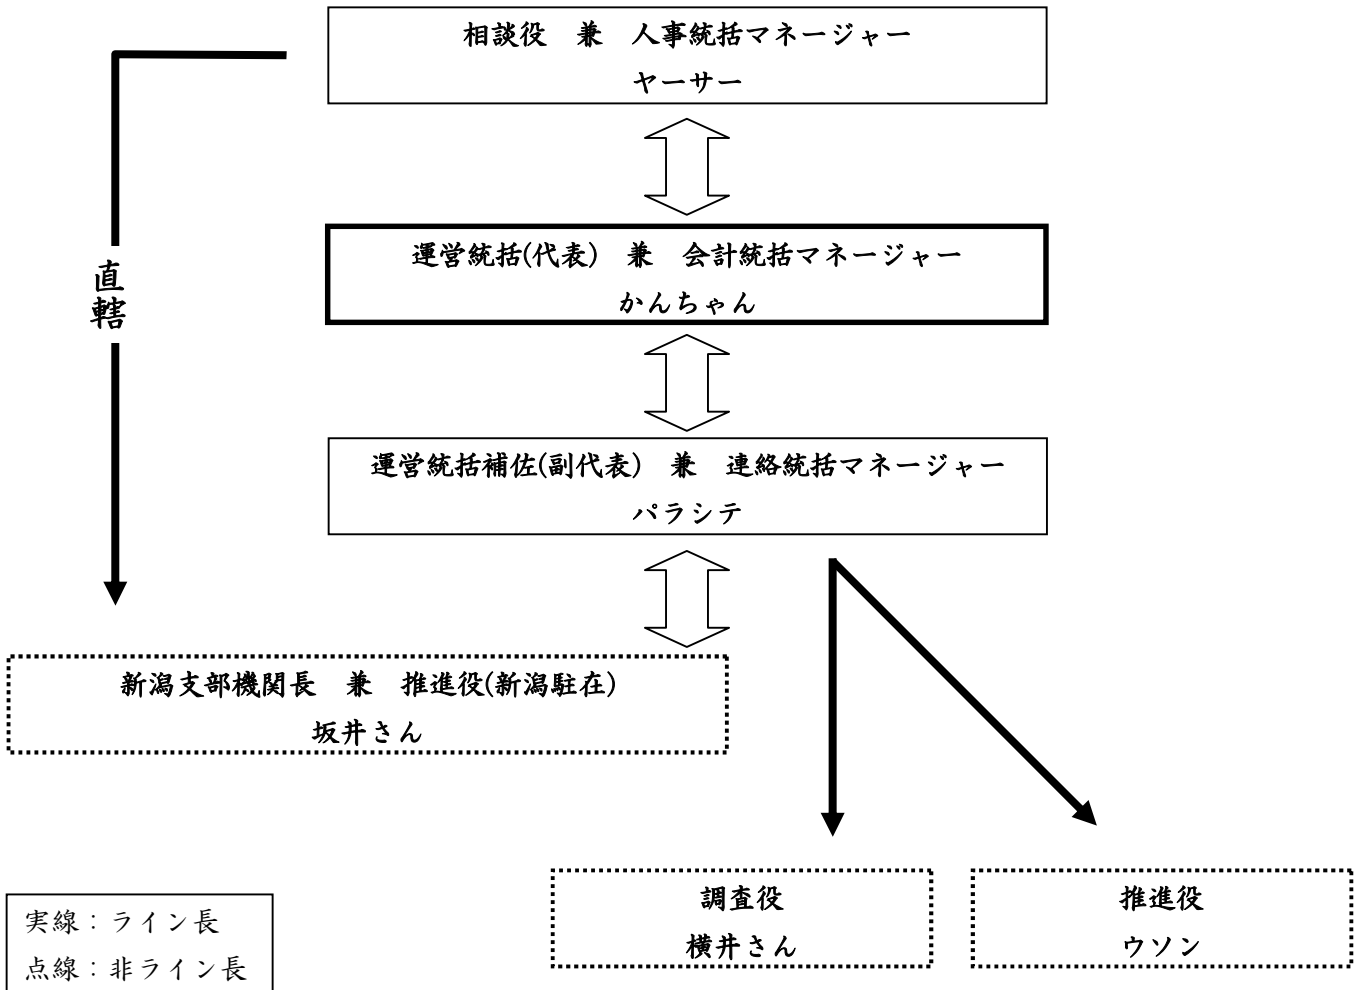 相談役　兼　人事統括マネージャー
ヤーサー
直轄
運営統括(代表)　兼　会計統括マネージャー
かんちゃん
運営統括補佐(副代表)　兼　連絡統括マネージャー
パラシテ
新潟支部機関長　兼　推進役(新潟駐在)
坂井さん
調査役
横井さん
推進役
ウソン
実線：ライン長
点線：非ライン長